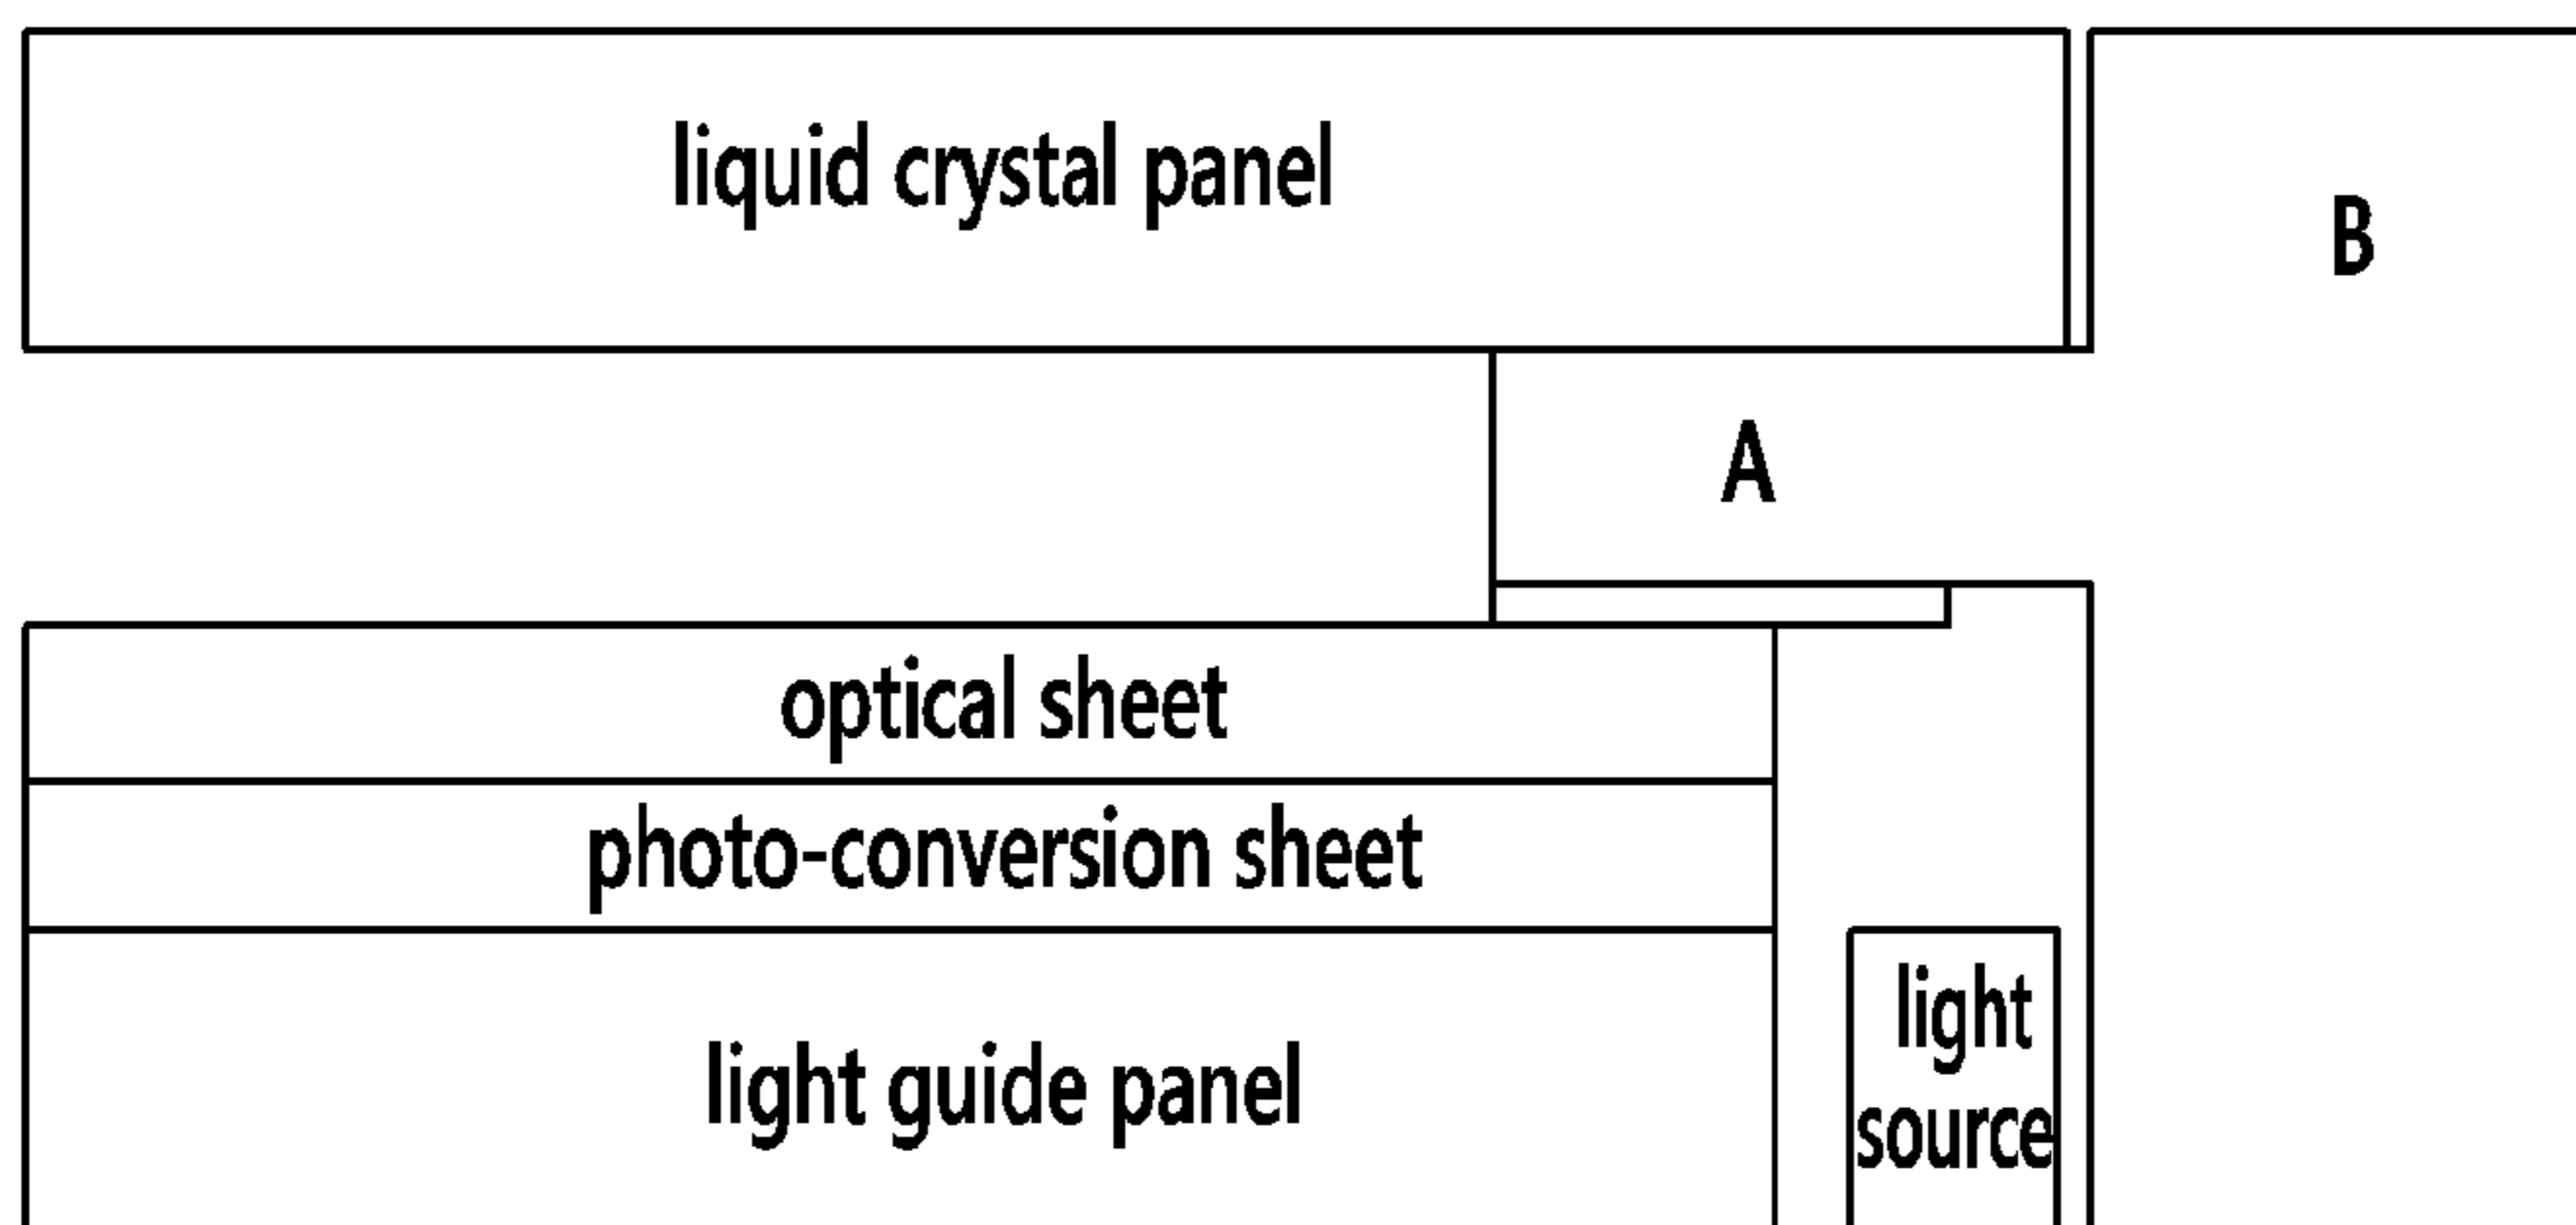 liquid crystal panel
B
A
optical sheet
photo-conversion sheet
light guide panel
light
source